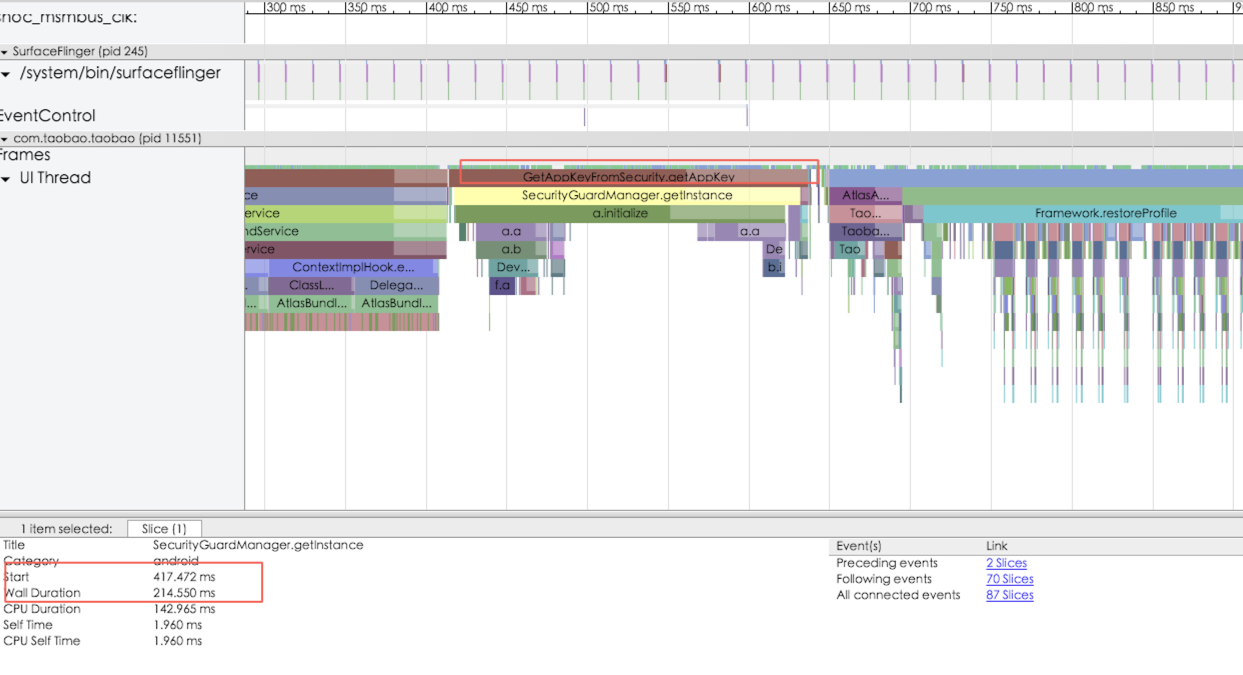 snoc_msmbus_clk:
300 ms 350 ms 400 ms 450 ms 500 ms 550 ms 600 ms 650 ms 700 ms 750 ms 800 ms 850 ms
SurfaceFlinger (pid 245)
/system/bin/surfaceflinger
EventControl
com.taobao.taobao (pid 11551)
Frames
UI Thread
GetAppKeyFromSecurity.getAppKey
ce SecurityGuardManager.getInstance AtlasA...
ervice a.initialize Tao... Framework.restoreProfile
ndService a.a a.a Taoba...
ervice a.b De Tao
ContextImplHook.e... Dev... b.i
ClassL... Delega... f.a
... AtlasBundl... AtlasBundl...
1 item selected: Slice (1)
Title SecurityGuardManager.getInstance
Category android
Start 417.472 ms
Wall Duration 214.550 ms
CPU Duration 142.965 ms
Self Time 1.960 ms
CPU Self Time 1.960 ms
Event(s) Link
Preceding events 2 Slices
Following events 70 Slices
All connected events 87 Slices